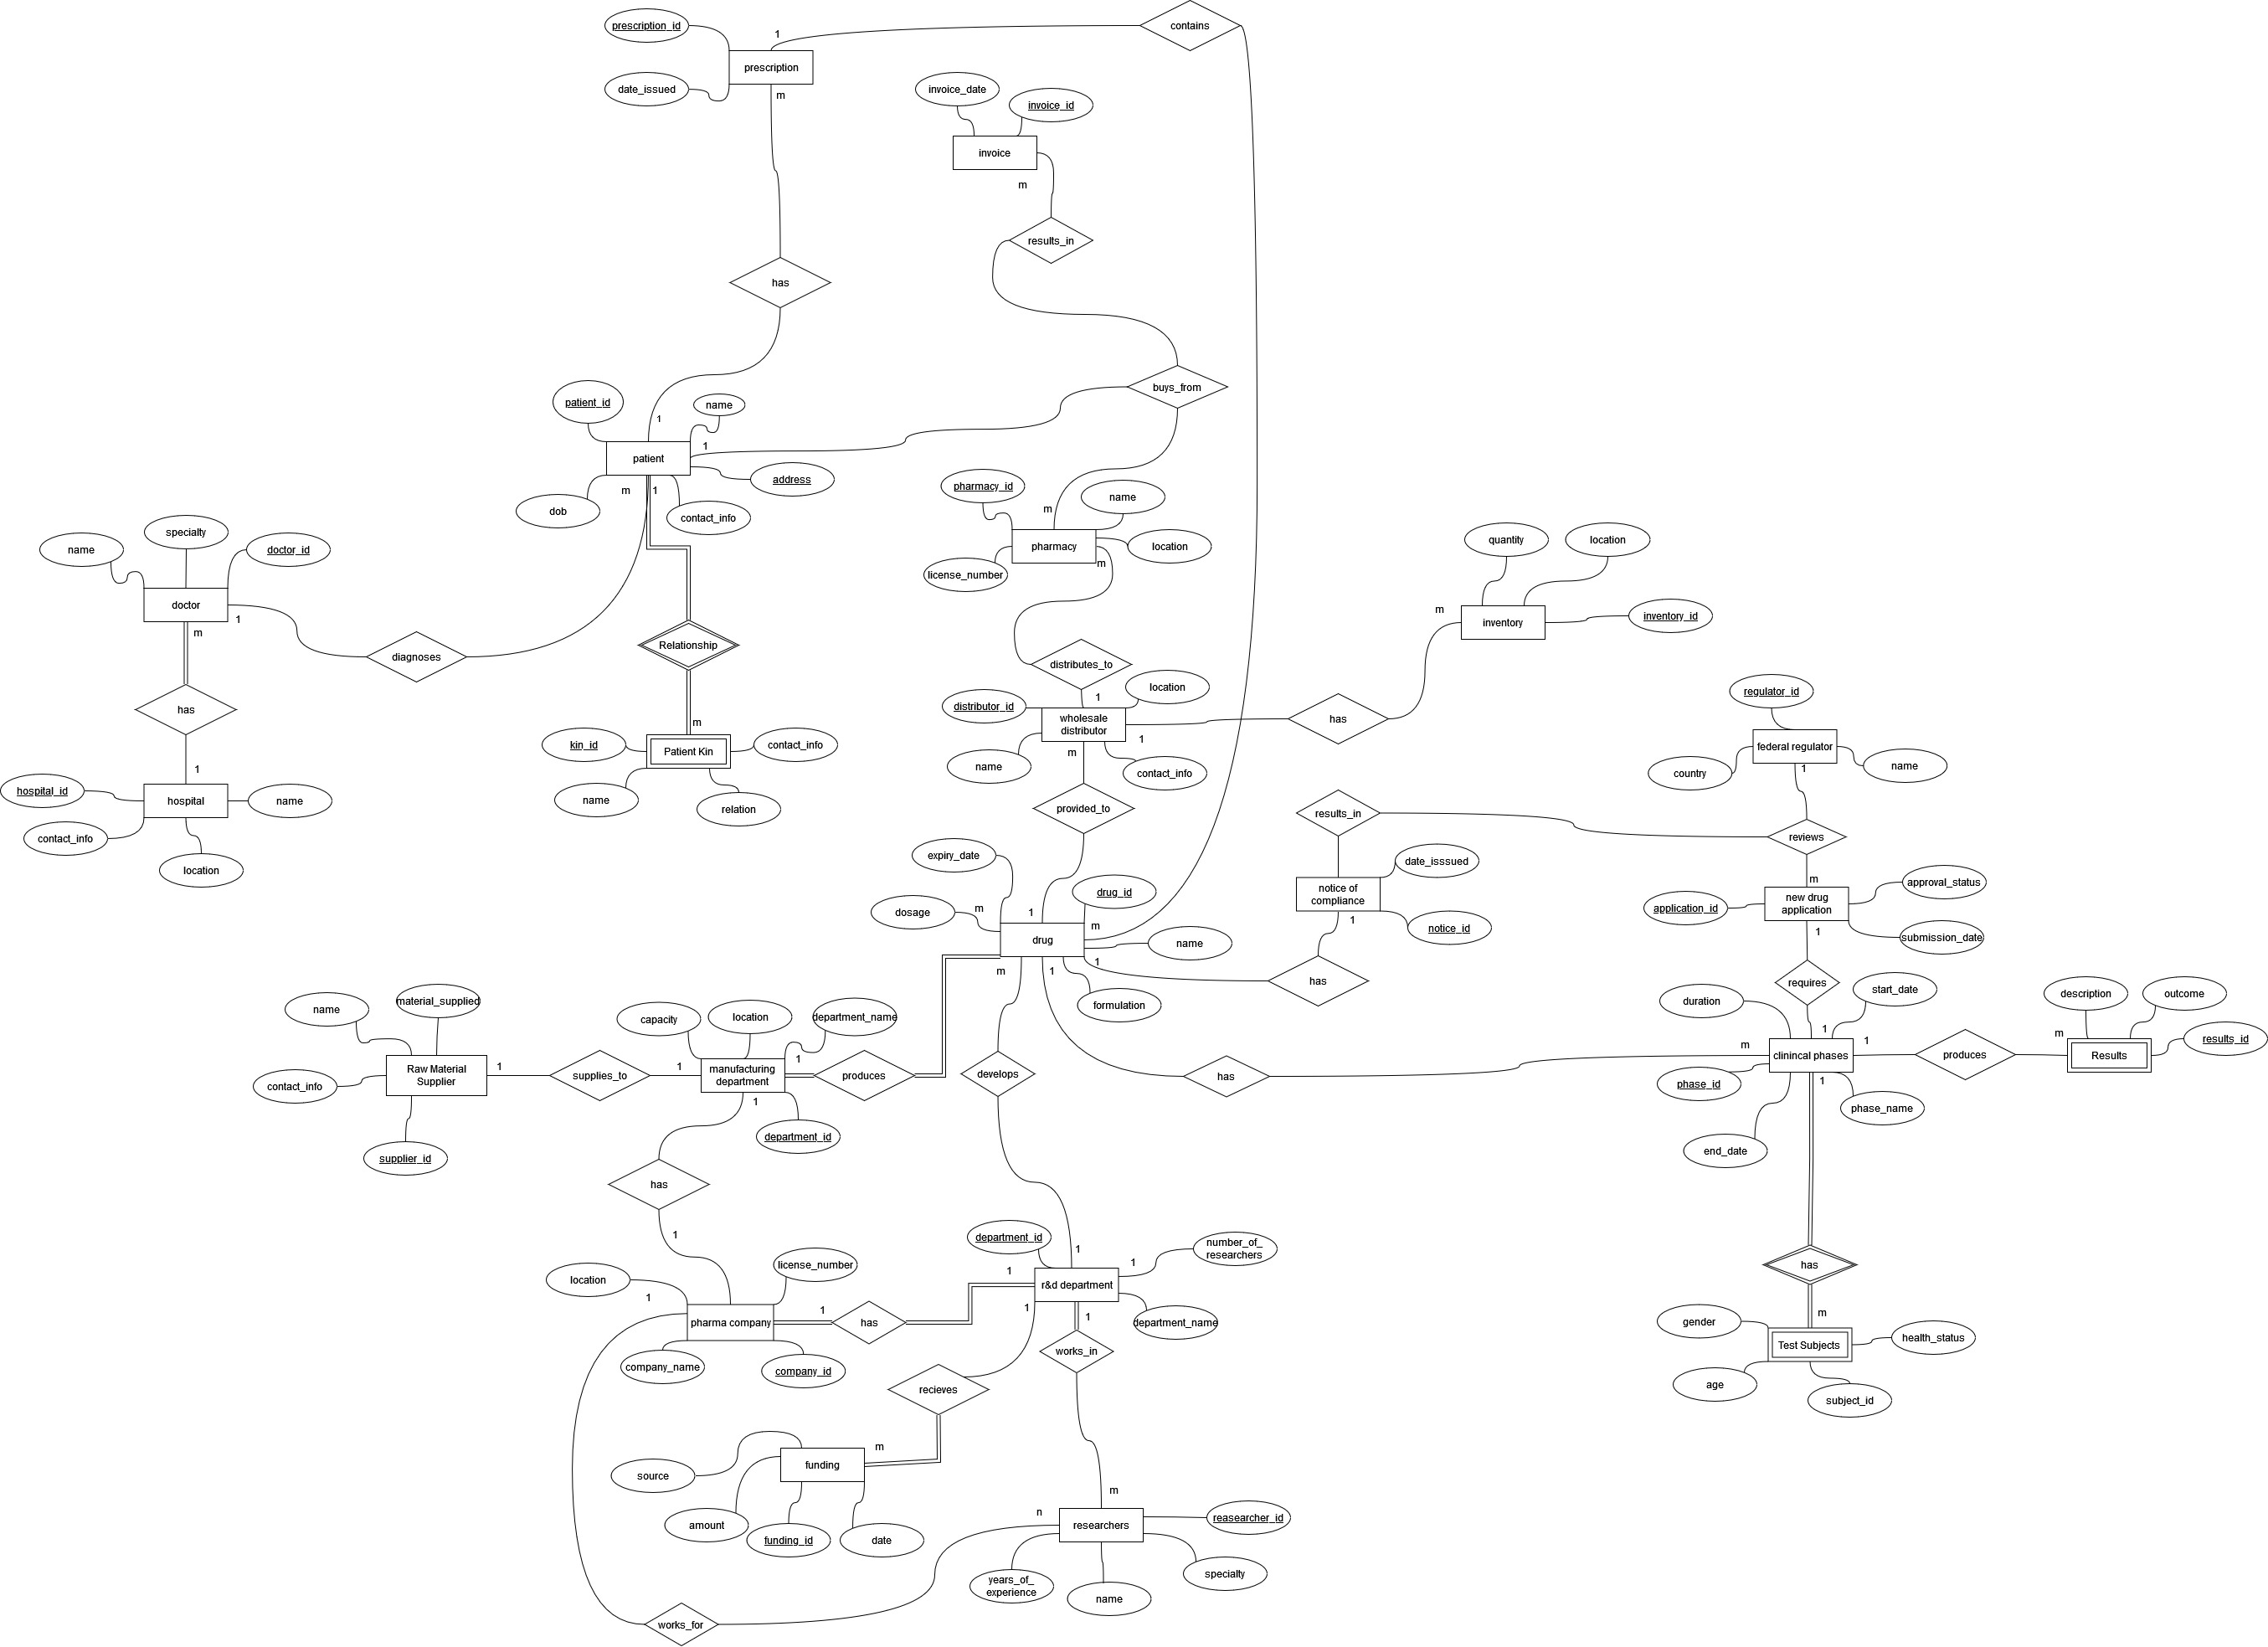 prescription_id
contains
1
prescription
date_issued
m
invoice_date
invoice_id
invoice
m
results_in
has
buys_from
patient_id
name
1
1
patient
address
m
1
dob
contact_info
pharmacy_id
name
m
pharmacy
location
m
license_number
name
specialty
doctor_id
doctor
1
m
diagnoses
Relationship
quantity
location
m
inventory
inventory_id
distributes_to
1
location
distributor_id
wholesale
distributor
has
1
m
name
contact_info
has
1
m
kin_id
Patient Kin
contact_info
name
relation
hospital_id
hospital
name
contact_info
location
regulator_id
federal regulator
country
1
name
provided_to
results_in
reviews
expiry_date
date_isssued
m
approval_status
dosage
m
1
drug_id
m
notice of
compliance
1
notice_id
application_id
new drug
application
1
submission_date
drug
name
m
1
1
has
formulation
requires
duration
start_date
description
outcome
name
material_supplied
capacity
location
department_name
m
1
1
m
results_id
Raw Material
Supplier
1
supplies_to
1
manufacturing
department
1
produces
develops
has
clinincal phases
produces
Results
contact_info
1
phase_id
1
phase_name
supplier_id
department_id
end_date
has
1
department_id
1
number_of_
researchers
1
location
license_number
1
r&d department
has
1
1
pharma company
has
1
1
department_name
m
company_name
company_id
works_in
gender
Test Subjects
health_status
recieves
age
subject_id
m
source
funding
amount
funding_id
date
m
n
researchers
reasearcher_id
years_of_
experience
specialty
name
works_for